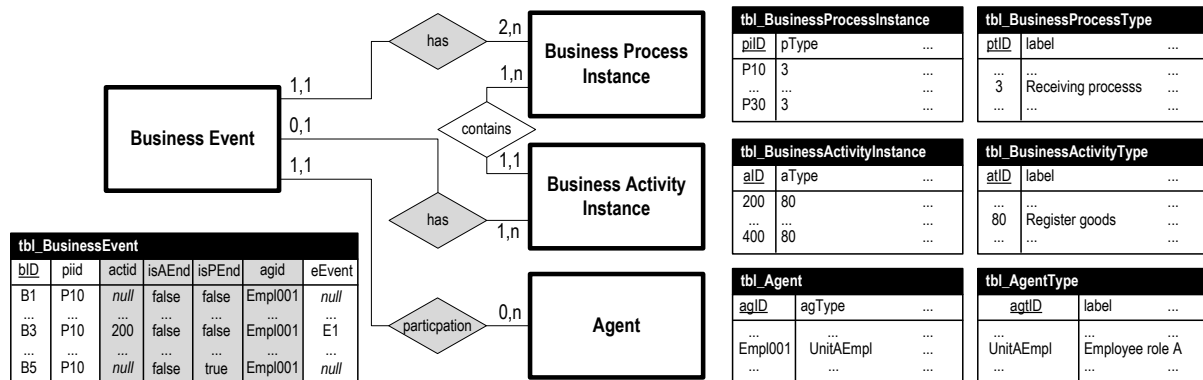 has
2,n
1,1
Business Process
Instance
1,n
contains
Business Event
0,1
1,1
1,1
Business Activity
Instance
has
1,n
particpation
0,n
Agent
tbl_BusinessEvent
bID piid actid isAEnd isPEnd agid eEvent
B1 P10 null false false Empl001 null
... ... ... ... ... ... ...
B3 P10 200 false false Empl001 E1
... ... ... ... ... ... ...
B5 P10 null false true Empl001 null
tbl_BusinessProcessInstance
piID pType ...
P10 3 ...
... ... ...
P30 3 ...
tbl_BusinessProcessType
ptID label ...
... ... ...
3 Receiving processs ...
... ... ...
tbl_BusinessActivityInstance
aID aType ...
200 80 ...
... ... ...
400 80 ...
tbl_BusinessActivityType
atID label ...
... ... ...
80 Register goods ...
... ... ...
tbl_Agent
agID agType ...
... ... ...
Empl001 UnitAEmpl ...
... ... ...
tbl_AgentType
agtID label ...
... ... ...
UnitAEmpl Employee role A
... ... ...